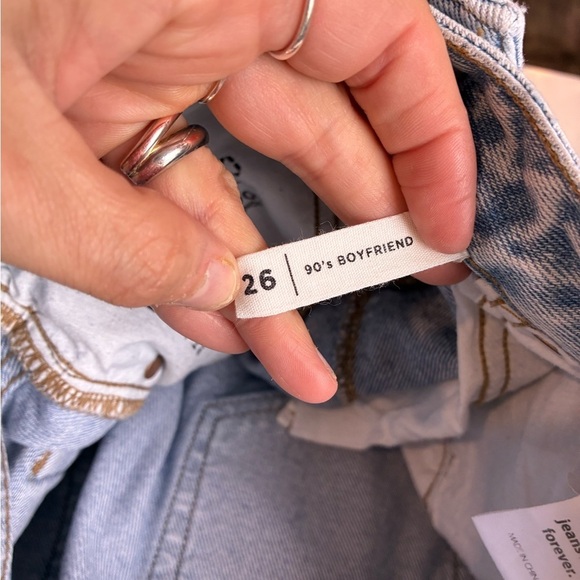 26 | 90's BOYFRIEND
jeans
forever.